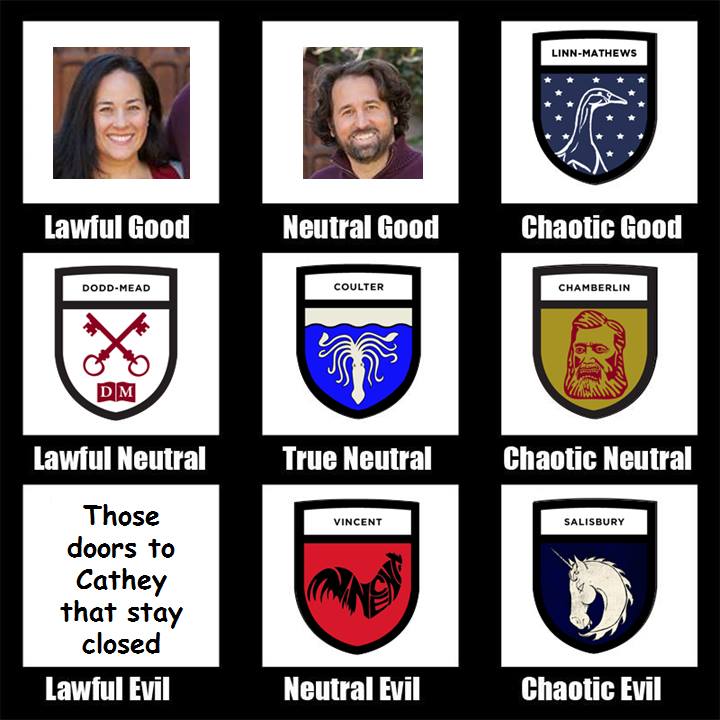 LINN-MATHEWS
Lawful Good
Neutral Good
Chaotic Good
DODD-MEAD
D M
COULTER
CHAMBERLIN
Lawful Neutral
True Neutral
Chaotic Neutral
Those
doors to
Cathey
that stay
closed
VINCENT
VINCENT
SALISBURY
Lawful Evil
Neutral Evil
Chaotic Evil